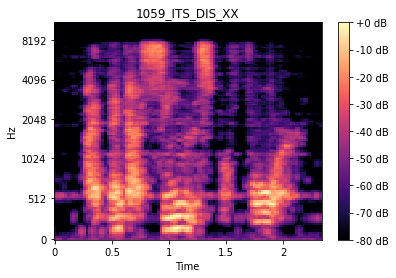 1059_ITS_DIS_XX
+0 dB
8192
-10 dB
4096
-20 dB
-30 dB
2048
Hz
-40 dB
1024
-50 dB
512
-60 dB
-70 dB
0
-80 dB
0
0.5
1
1.5
2
Time